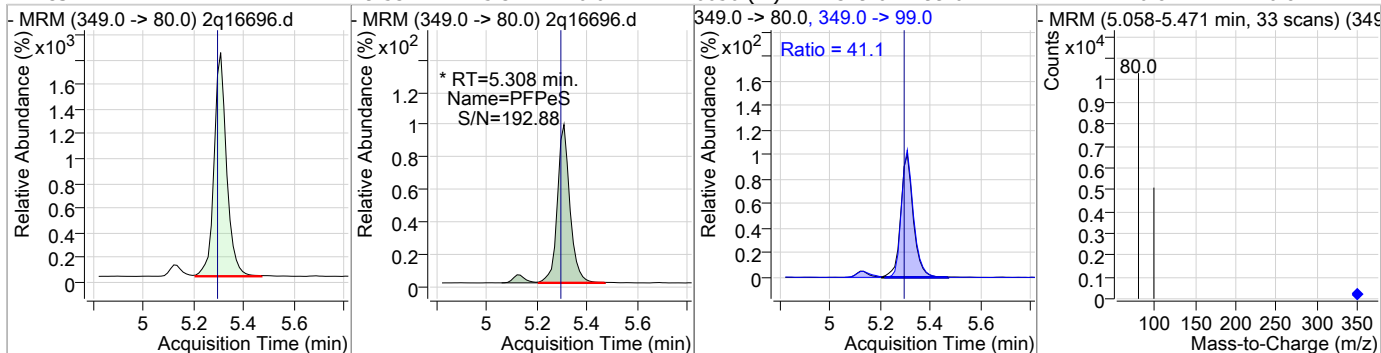 - MRM (349.0 -> 80.0) 2q16696.d
x10³
Relative Abundance (%)
1.6
1.4
1.2
1
0.8
0.6
0.4
0.2
0
5
5.2
5.4
5.6
Acquisition Time (min)
- MRM (349.0 -> 80.0) 2q16696.d
x10²
Relative Abundance (%)
* RT=5.308 min.
Name=PFPeS
S/N=192.88
1.2
1
0.8
0.6
0.4
0.2
0
5
5.2
5.4
5.6
Acquisition Time (min)
349.0 -> 80.0, 349.0 -> 99.0
x10²
Ratio = 41.1
Relative Abundance (%)
1.6
1.4
1.2
1
0.8
0.6
0.4
0.2
0
5
5.2
5.4
5.6
Acquisition Time (min)
- MRM (5.058-5.471 min, 33 scans) (349
Counts
x10⁴
80.0
1
0.9
0.8
0.7
0.6
0.5
0.4
0.3
0.2
0.1
0
100 150 200 250 300 350
Mass-to-Charge (m/z)